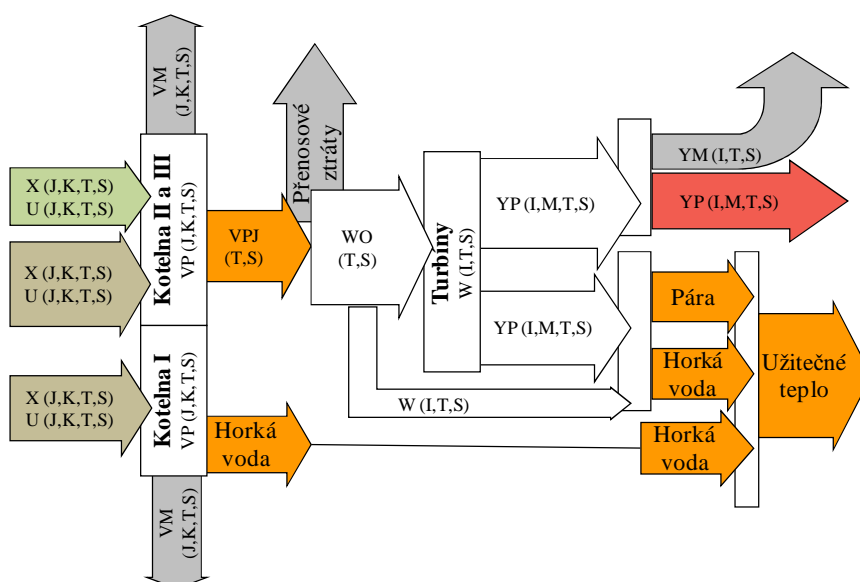 VM
(J,K,T,S)
X (J,K,T,S)
U (J,K,T,S)
X (J,K,T,S)
U (J,K,T,S)
X (J,K,T,S)
U (J,K,T,S)
Kotelna II a III
VP (J,K,T,S)
Kotelna I
VP (J,K,T,S)
VM
(J,K,T,S)
VPJ
(T,S)
Horká
voda
Přenosové
ztráty
WO
(T,S)
Turbíny
W (I,T,S)
YP (I,M,T,S)
YP (I,M,T,S)
W (I,T,S)
YM (I,T,S)
YP (I,M,T,S)
Pára
Horká
voda
Horká
voda
Užitečné
teplo